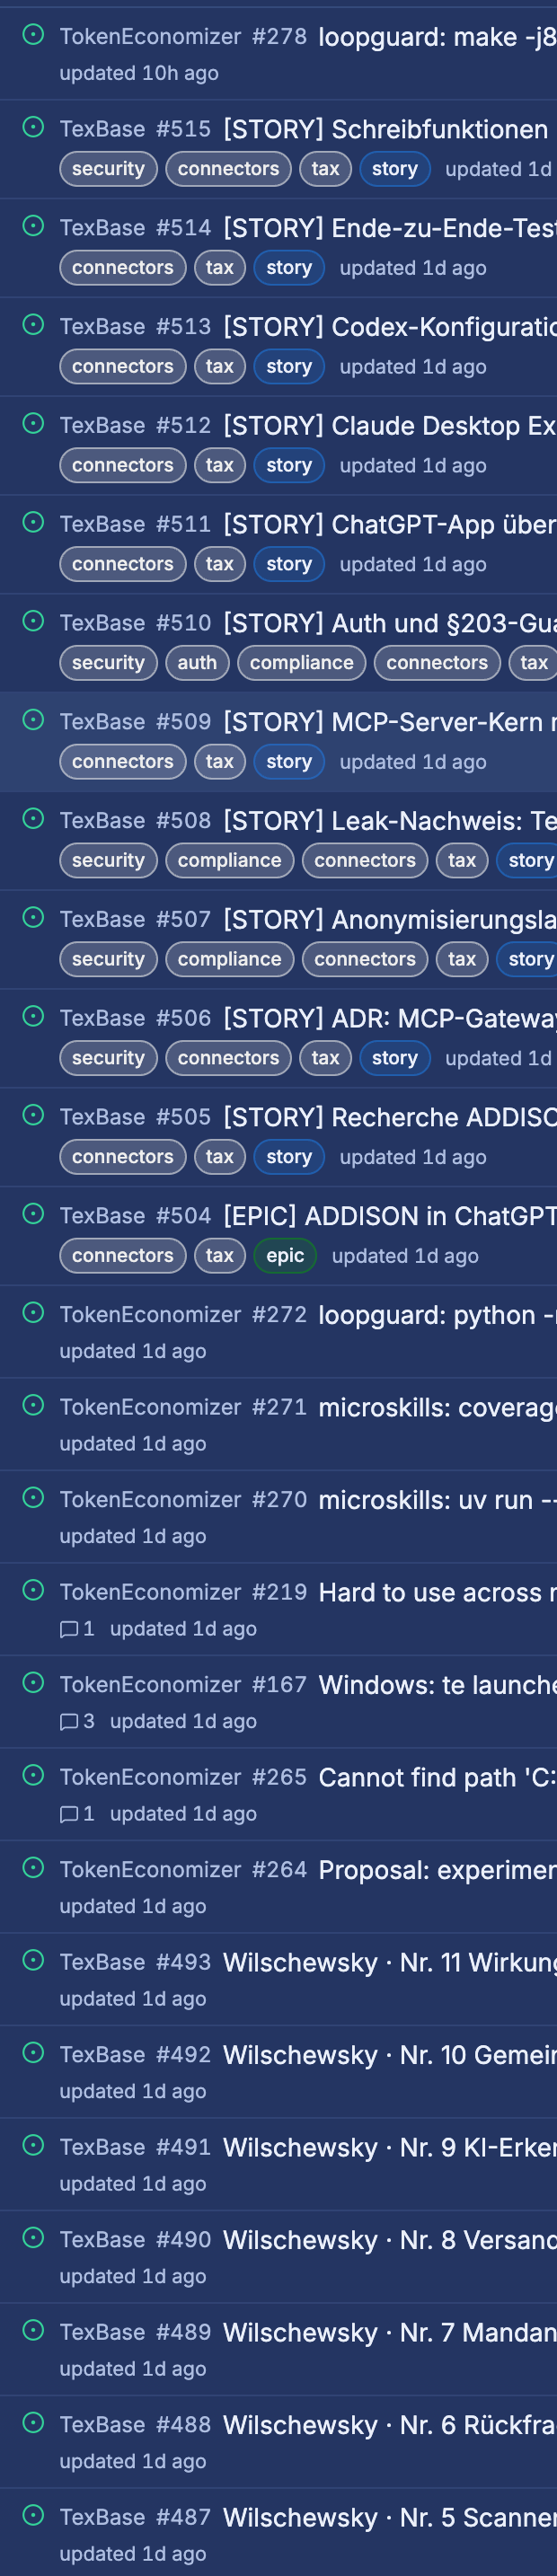 TokenEconomizer #278 loopguard: make -j8
updated 10h ago
TexBase #515 [STORY] Schreibfunktionen
security connectors tax story updated 1d
TexBase #514 [STORY] Ende-zu-Ende-Test
connectors tax story updated 1d ago
TexBase #513 [STORY] Codex-Konfiguratio
connectors tax story updated 1d ago
TexBase #512 [STORY] Claude Desktop Ex
connectors tax story updated 1d ago
TexBase #511 [STORY] ChatGPT-App über
connectors tax story updated 1d ago
TexBase #510 [STORY] Auth und §203-Gua
security auth compliance connectors tax
TexBase #509 [STORY] MCP-Server-Kern
connectors tax story updated 1d ago
TexBase #508 [STORY] Leak-Nachweis: Te
security compliance connectors tax story
TexBase #507 [STORY] Anonymisierungsla
security compliance connectors tax story
TexBase #506 [STORY] ADR: MCP-Gateway
security connectors tax story updated 1d
TexBase #505 [STORY] Recherche ADDISO
connectors tax story updated 1d ago
TexBase #504 [EPIC] ADDISON in ChatGPT
connectors tax epic updated 1d ago
TokenEconomizer #272 loopguard: python
updated 1d ago
TokenEconomizer #271 microskills: coverag
updated 1d ago
TokenEconomizer #270 microskills: uv run --
updated 1d ago
TokenEconomizer #219 Hard to use across
1 updated 1d ago
TokenEconomizer #167 Windows: te launche
3 updated 1d ago
TokenEconomizer #265 Cannot find path 'C:
1 updated 1d ago
TokenEconomizer #264 Proposal: experimen
updated 1d ago
TexBase #493 Wilschewsky · Nr. 11 Wirkung
updated 1d ago
TexBase #492 Wilschewsky · Nr. 10 Gemein
updated 1d ago
TexBase #491 Wilschewsky · Nr. 9 KI-Erken
updated 1d ago
TexBase #490 Wilschewsky · Nr. 8 Versand
updated 1d ago
TexBase #489 Wilschewsky · Nr. 7 Mandan
updated 1d ago
TexBase #488 Wilschewsky · Nr. 6 Rückfra
updated 1d ago
TexBase #487 Wilschewsky · Nr. 5 Scanner
updated 1d ago